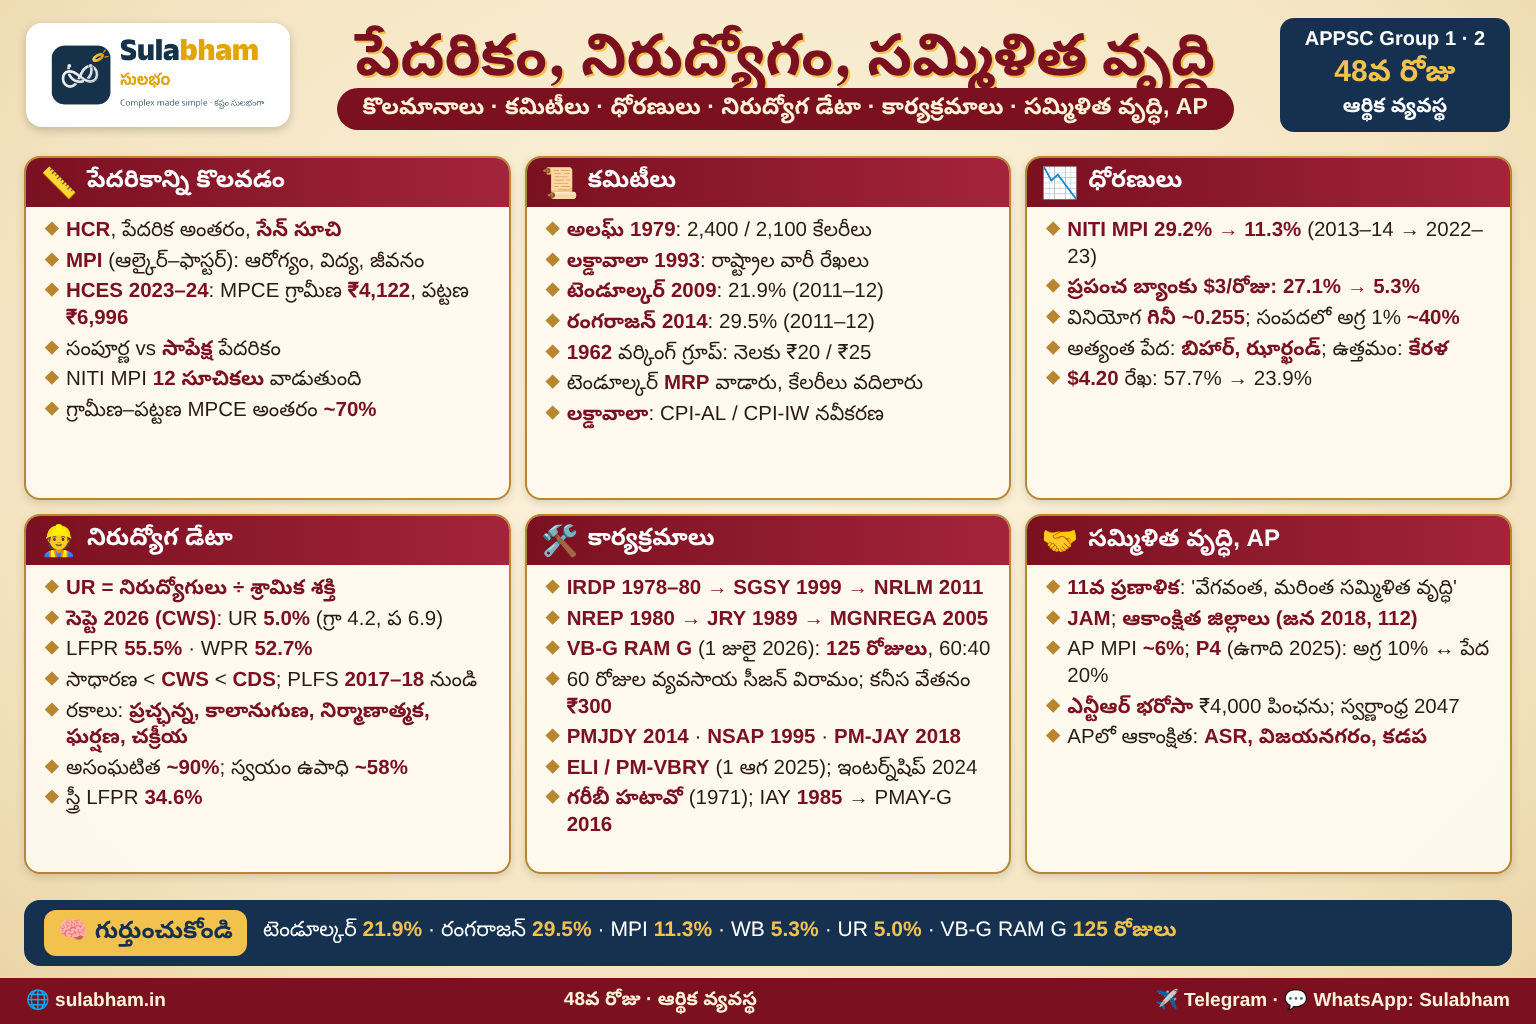 Sulabham
సులభం
Complex made simple · కష్టం సులభంగా
పేదరికం, నిరుద్యోగం, సమ్మిళిత వృద్ధి
కొలమానాలు · కమిటీలు · ధోరణులు · నిరుద్యోగ డేటా · కార్యక్రమాలు · సమ్మిళిత వృద్ధి, AP
APPSC Group 1 · 2
48వ రోజు
ఆర్థిక వ్యవస్థ
📏 పేదరికాన్ని కొలవడం
◆ HCR, పేదరిక అంతరం, సేన్ సూచి
◆ MPI (ఆల్కైర్–ఫాస్టర్): ఆరోగ్యం, విద్య, జీవనం
◆ HCES 2023–24: MPCE గ్రామీణ ₹4,122, పట్టణ
₹6,996
◆ సంపూర్ణ vs సాపేక్ష పేదరికం
◆ NITI MPI 12 సూచికలు వాడుతుంది
◆ గ్రామీణ–పట్టణ MPCE అంతరం ~70%
📜 కమిటీలు
◆ అలఘ్ 1979: 2,400 / 2,100 కేలరీలు
◆ లక్డావాలా 1993: రాష్ట్రాల వారీ రేఖలు
◆ టెండూల్కర్ 2009: 21.9% (2011–12)
◆ రంగరాజన్ 2014: 29.5% (2011–12)
◆ 1962 వర్కింగ్ గ్రూప్: నెలకు ₹20 / ₹25
◆ టెండూల్కర్ MRP వాడారు, కేలరీలు వదిలారు
◆ లక్డావాలా: CPI-AL / CPI-IW నవీకరణ
📉 ధోరణులు
◆ NITI MPI 29.2% → 11.3% (2013–14 → 2022–
23)
◆ ప్రపంచ బ్యాంకు $3/రోజు: 27.1% → 5.3%
◆ వినియోగ గినీ ~0.255; సంపదలో అగ్ర 1% ~40%
◆ అత్యంత పేద: బిహార్, ఝార్ఖండ్; ఉత్తమం: కేరళ
◆ $4.20 రేఖ: 57.7% → 23.9%
👷 నిరుద్యోగ డేటా
◆ UR = నిరుద్యోగులు ÷ శ్రామిక శక్తి
◆ సెప్టె 2026 (CWS): UR 5.0% (గ్రా 4.2, ప 6.9)
◆ LFPR 55.5% · WPR 52.7%
◆ సాధారణ < CWS < CDS; PLFS 2017–18 నుండి
◆ రకాలు: ప్రచ్ఛన్న, కాలానుగుణ, నిర్మాణాత్మక,
ఘర్షణ, చక్రీయ
◆ అసంఘటిత ~90%; స్వయం ఉపాధి ~58%
◆ స్త్రీ LFPR 34.6%
🛠️ కార్యక్రమాలు
◆ IRDP 1978–80 → SGSY 1999 → NRLM 2011
◆ NREP 1980 → JRY 1989 → MGNREGA 2005
◆ VB-G RAM G (1 జులై 2026): 125 రోజులు, 60:40
◆ 60 రోజుల వ్యవసాయ సీజన్ విరామం; కనీస వేతనం
₹300
◆ PMJDY 2014 · NSAP 1995 · PM-JAY 2018
◆ ELI / PM-VBRY (1 ఆగ 2025); ఇంటర్న్‌షిప్ 2024
◆ గరీబీ హటావో (1971); IAY 1985 → PMAY-G
2016
🤝 సమ్మిళిత వృద్ధి, AP
◆ 11వ ప్రణాళిక: 'వేగవంత, మరింత సమ్మిళిత వృద్ధి'
◆ JAM; ఆకాంక్షిత జిల్లాలు (జన 2018, 112)
◆ AP MPI ~6%; P4 (ఉగాది 2025): అగ్ర 10% ↔ పేద
20%
◆ ఎన్టీఆర్ భరోసా ₹4,000 పింఛను; స్వర్ణాంధ్ర 2047
◆ APలో ఆకాంక్షిత: ASR, విజయనగరం, కడప
🧠 గుర్తుంచుకోండి
టెండూల్కర్ 21.9% · రంగరాజన్ 29.5% · MPI 11.3% · WB 5.3% · UR 5.0% · VB-G RAM G 125 రోజులు
🌐 sulabham.in
48వ రోజు · ఆర్థిక వ్యవస్థ
✈️ Telegram · 💬 WhatsApp: Sulabham